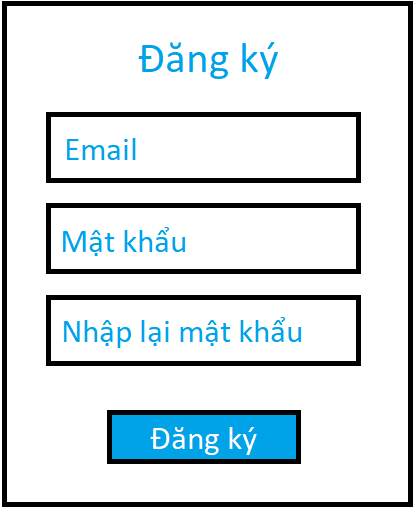 Đăng ký
Email
Mật khẩu
Nhập lại mật khẩu
Đăng ký